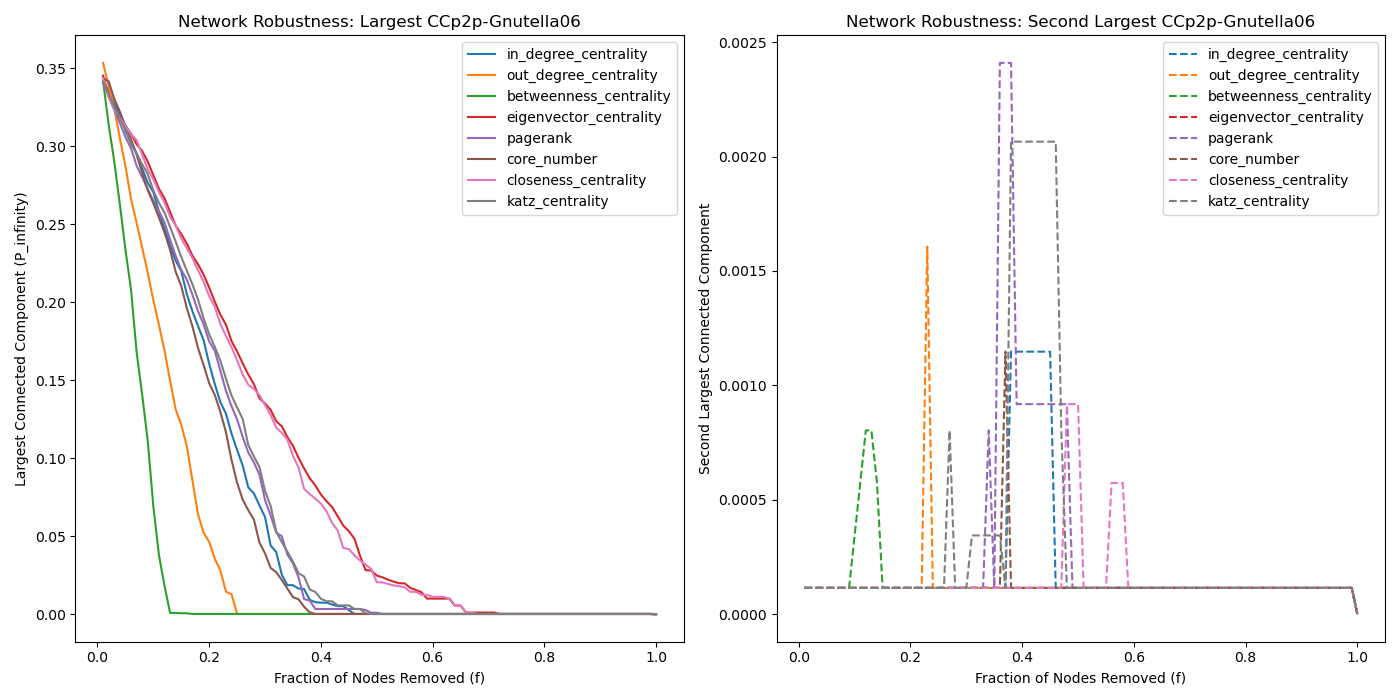 Network Robustness: Largest CCp2p-Gnutella06
Largest Connected Component (P_infinity)
0.35
0.30
0.25
0.20
0.15
0.10
0.05
0.00
in_degree_centrality
out_degree_centrality
betweenness_centrality
eigenvector_centrality
pagerank
core_number
closeness_centrality
katz_centrality
0.0 0.2 0.4 0.6 0.8 1.0
Fraction of Nodes Removed (f)
Network Robustness: Second Largest CCp2p-Gnutella06
Second Largest Connected Component
0.0025
0.0020
0.0015
0.0010
0.0005
0.0000
in_degree_centrality
out_degree_centrality
betweenness_centrality
eigenvector_centrality
pagerank
core_number
closeness_centrality
katz_centrality
0.0 0.2 0.4 0.6 0.8 1.0
Fraction of Nodes Removed (f)